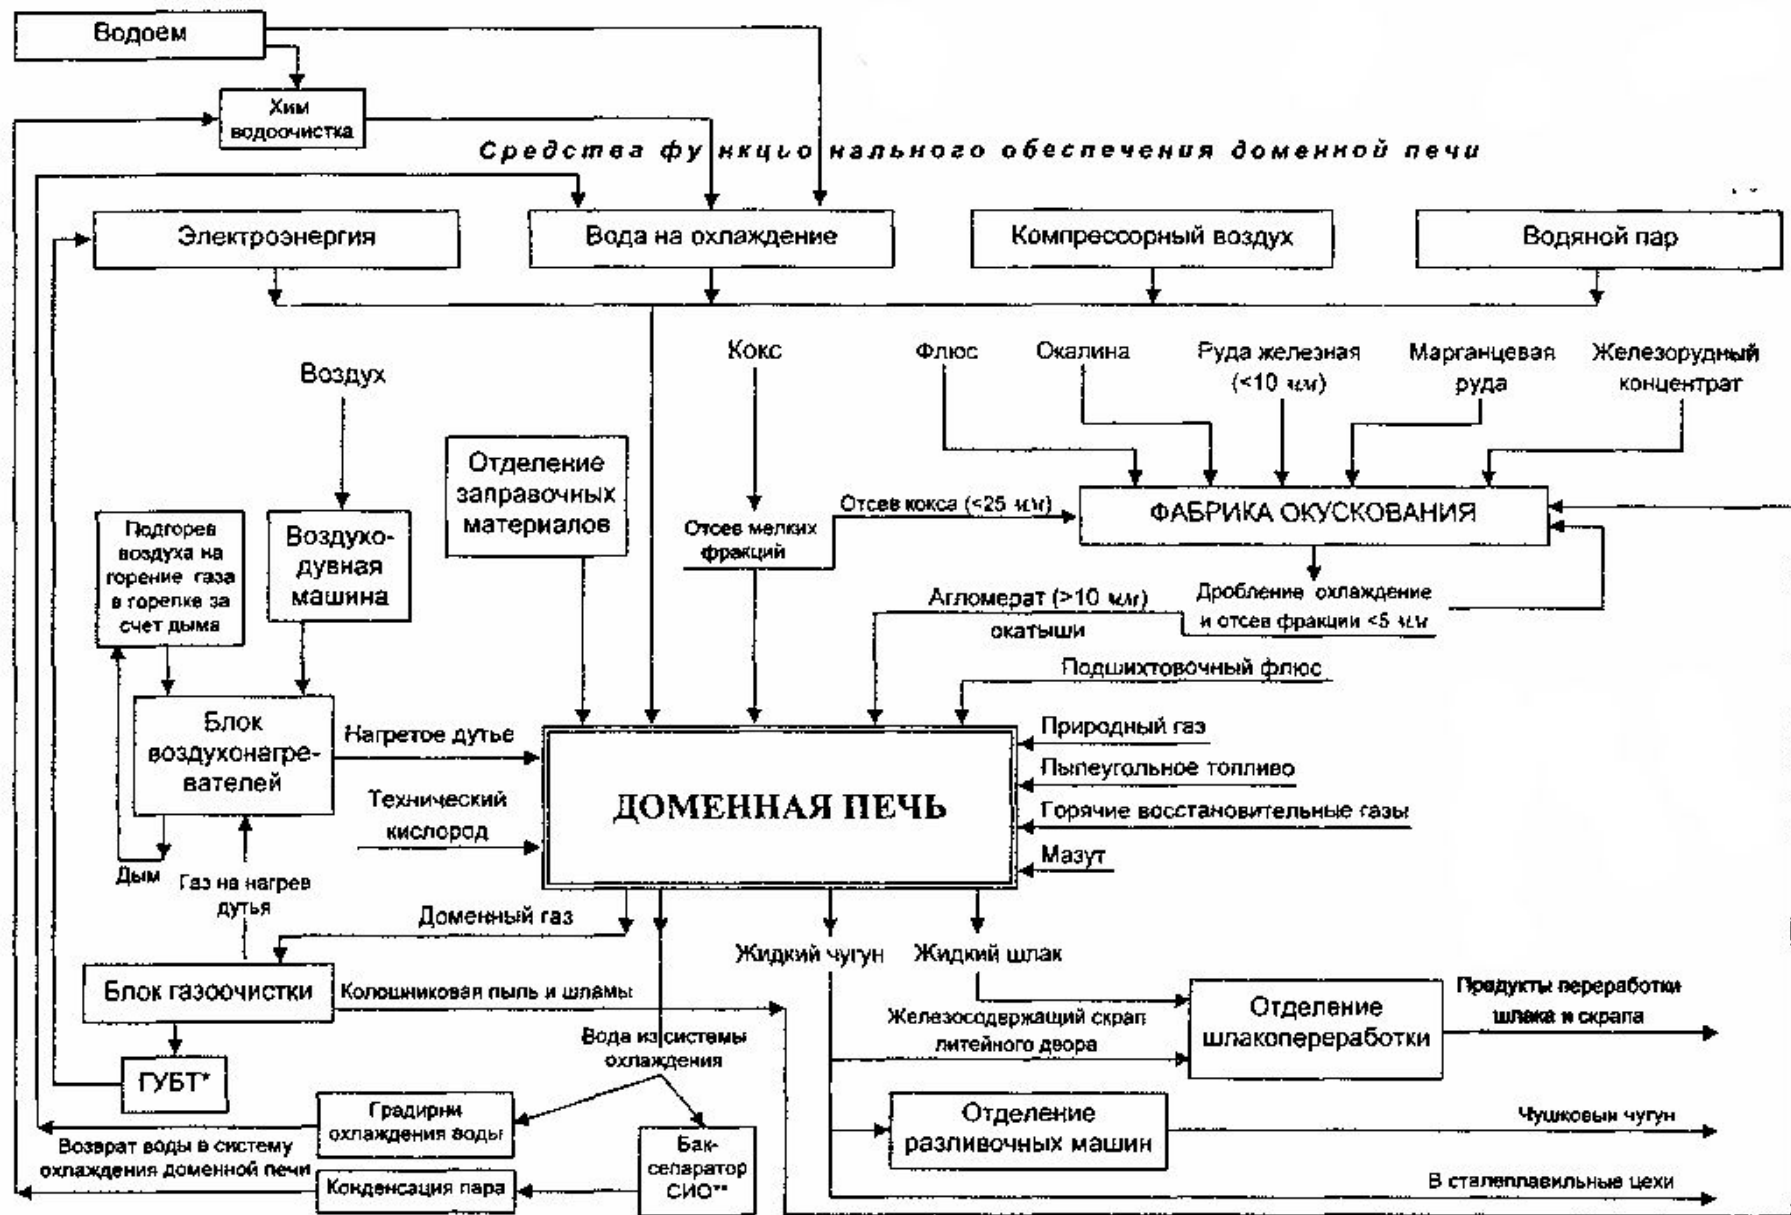 Водоем
Хим
водоочистка
Средства функционального обеспечения доменной печи
Электроэнергия
Вода на охлаждение
Компрессорный воздух
Водяной пар
Воздух
Кокс
Флюс
Окалина
Руда железная
(<10 мм)
Марганцевая
руда
Железорудный
концентрат
Отделение
заправочных
материалов
Подгорев
воздуха на
горение газа
в горелке за
счет дыма
Воздухо-
дувная
машина
Отсев мелких
фракций
Отсев кокса (<25 мм)
ФАБРИКА ОКУСКОВАНИЯ
Агломерат (>10 мм)
окатыши
Дробление охлаждение
и отсев фракции <5 мм
Подшихтовочный флюс
Блок
воздухонагре-
вателей
Нагретое дутье
Технический
кислород
ДОМЕННАЯ ПЕЧЬ
Природный газ
Пылеугольное топливо
Горячие восстановительные газы
Мазут
Дым
Газ на нагрев
дутья
Доменный газ
Жидкий чугун
Жидкий шлак
Блок газоочистки
Колошниковая пыль и шламы
Вода из системы
охлаждения
Железосодержащий скрап
литейного двора
Отделение
шлакопереработки
Продукты переработки
шлака и скрапа
ГУБТ*
Градирни
охлаждения воды
Возврат воды в систему
охлаждения доменной печи
Бак-
сепаратор
СИО**
Конденсация пара
Отделение
разливочных машин
Чушковый чугун
В сталеплавильные цехи